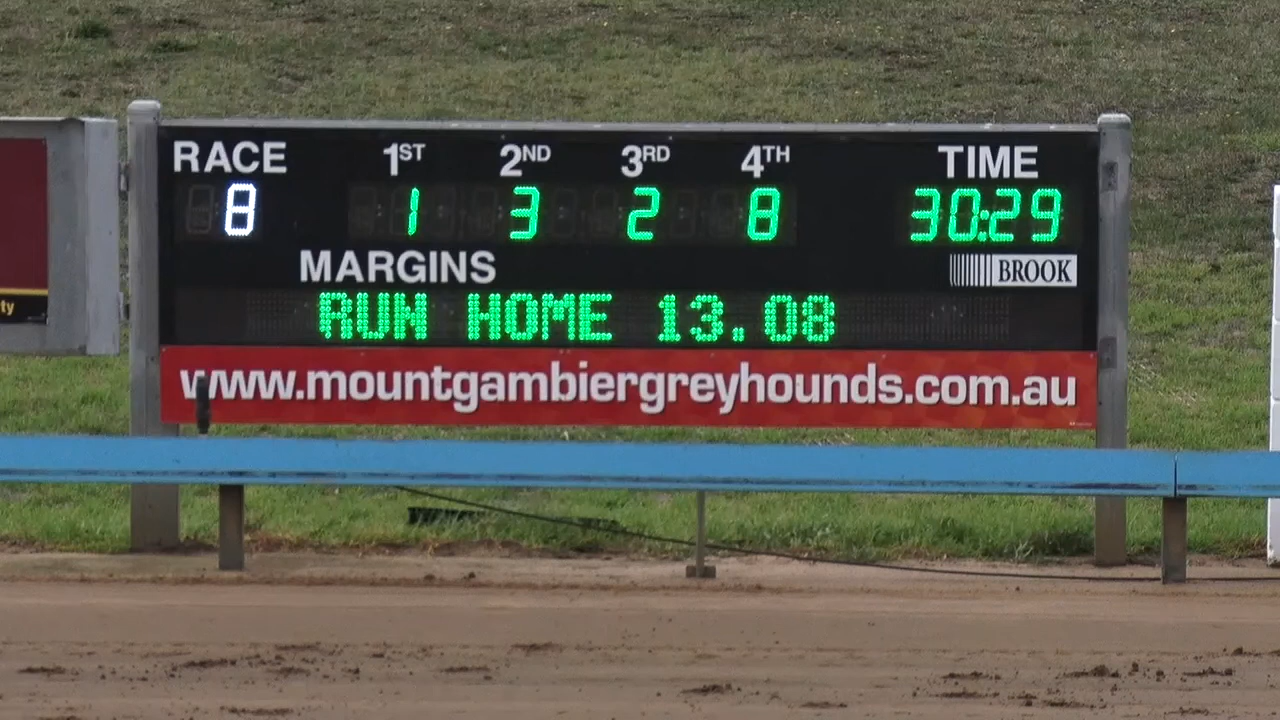 RACE 1ST 2ND 3RD 4TH TIME
8 1 3 2 8 30:29
MARGINS BROOK
RUN HOME 13.08
www.mountgambiergreyhounds.com.au
ty